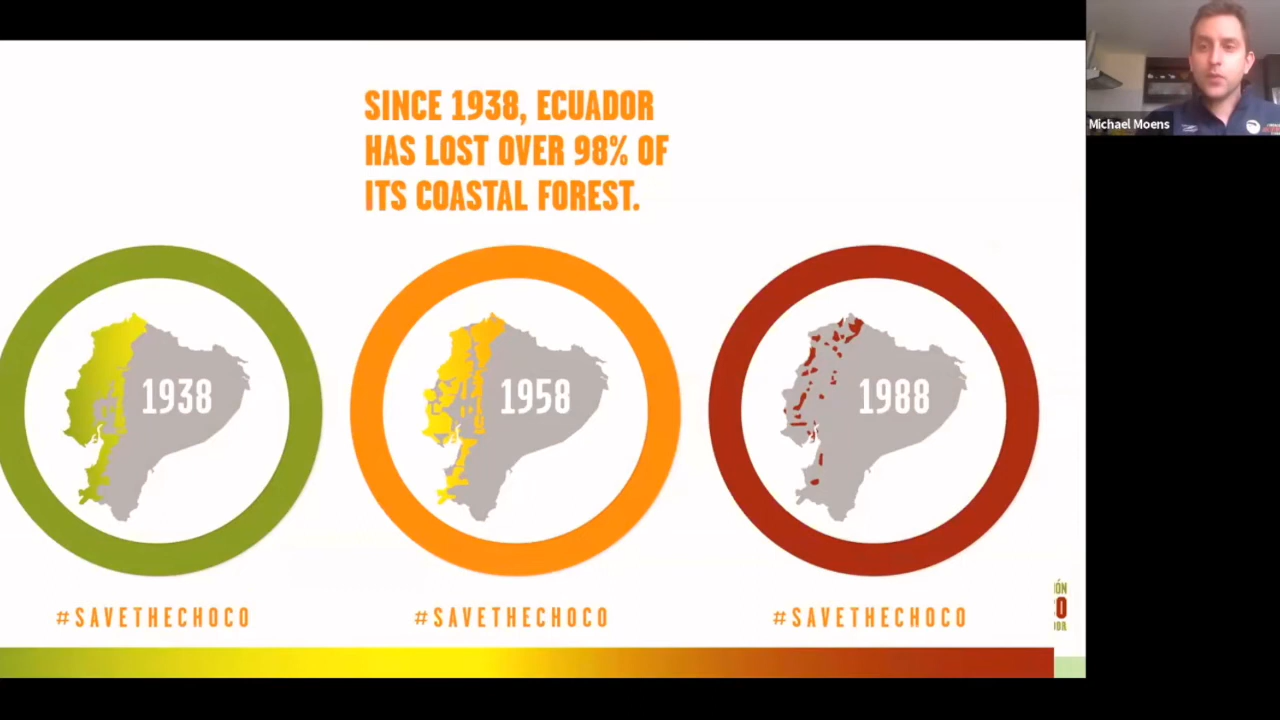 SINCE 1938, ECUADOR
HAS LOST OVER 98% OF
ITS COASTAL FOREST.
Michael Moens
1938
1958
1988
#SAVETHECHOCO
#SAVETHECHOCO
#SAVETHECHOCO